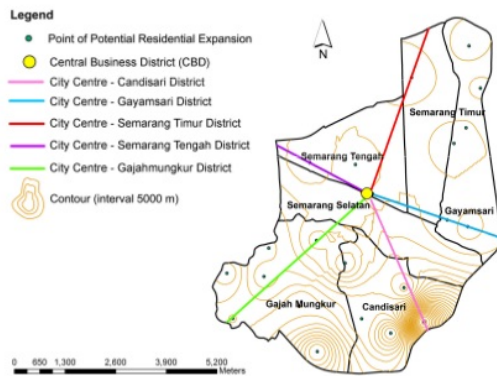 Legend
Point of Potential Residential Expansion
Central Business District (CBD)
City Centre - Candisari District
City Centre - Gayamsari District
City Centre - Semarang Timur District
City Centre - Semarang Tengah District
City Centre - Gajahmungkur District
Contour (interval 5000 m)
N
Semarang Timur
Semarang Tengah
Semarang Selatan
Gayamsari
Gajah Mungkur
Candisari
0 650 1,300 2,600 3,900 5,200
Meters